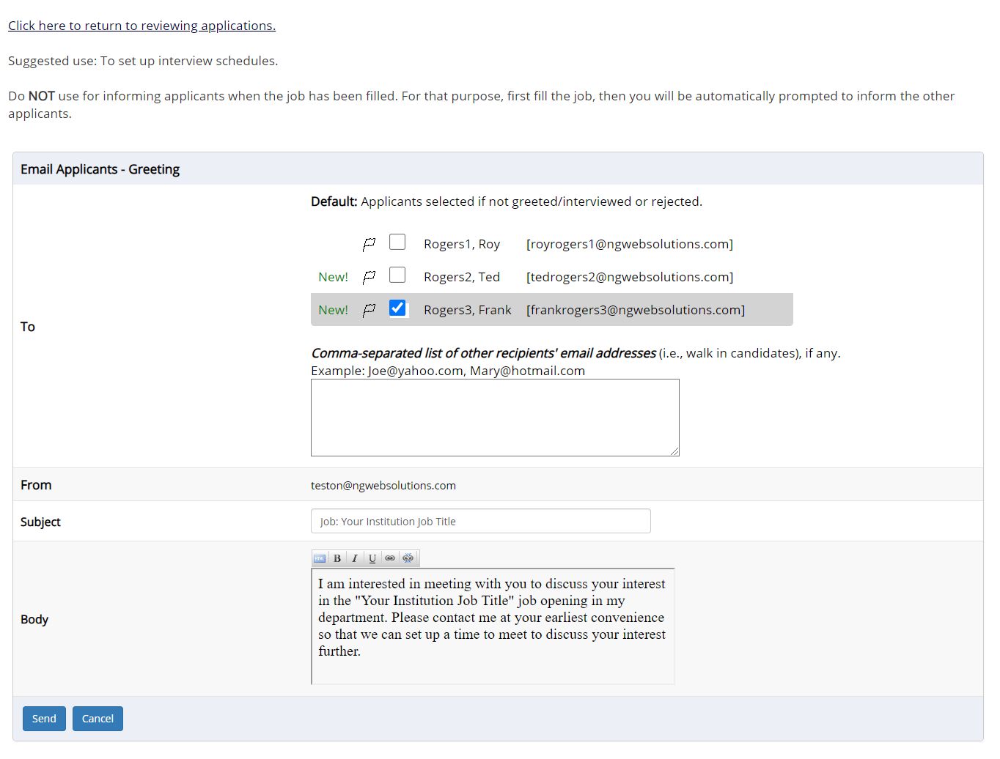 Click here to return to reviewing applications.
Suggested use: To set up interview schedules.
Do NOT use for informing applicants when the job has been filled. For that purpose, first fill the job, then you will be automatically prompted to inform the other
applicants.
Email Applicants - Greeting
To
Default: Applicants selected if not greeted/interviewed or rejected.
Rogers1, Roy [royrogers1@ngwebsolutions.com]
New! Rogers2, Ted [tedrogers2@ngwebsolutions.com]
New! Rogers3, Frank [frankrogers3@ngwebsolutions.com]
Comma-separated list of other recipients' email addresses (i.e., walk in candidates), if any.
Example: Joe@yahoo.com, Mary@hotmail.com
From teston@ngwebsolutions.com
Subject Job: Your Institution Job Title
Body
HTML B I U
I am interested in meeting with you to discuss your interest
in the "Your Institution Job Title" job opening in my
department. Please contact me at your earliest convenience
so that we can set up a time to meet to discuss your interest
further.
Send Cancel